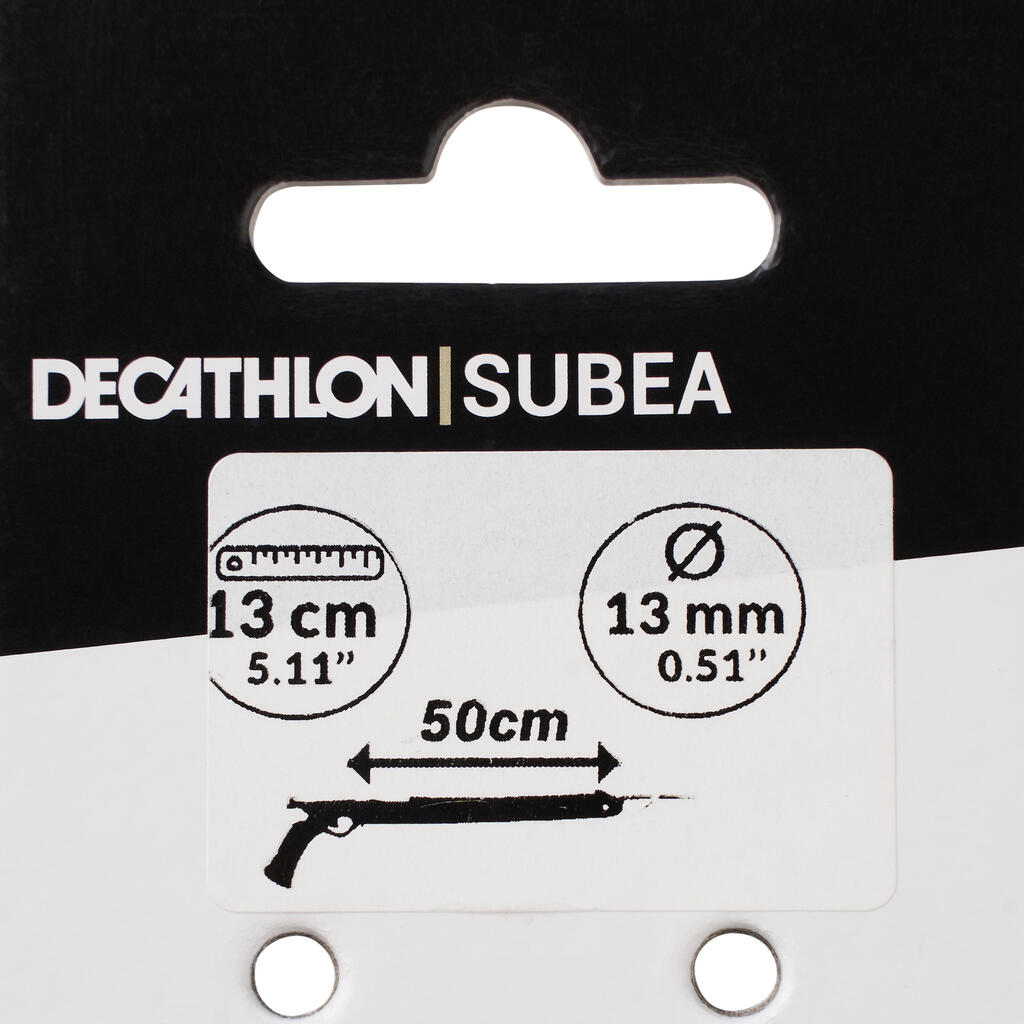 DECATHLON | SUBEA
13 cm
5.11”
Ø
13 mm
0.51”
50cm